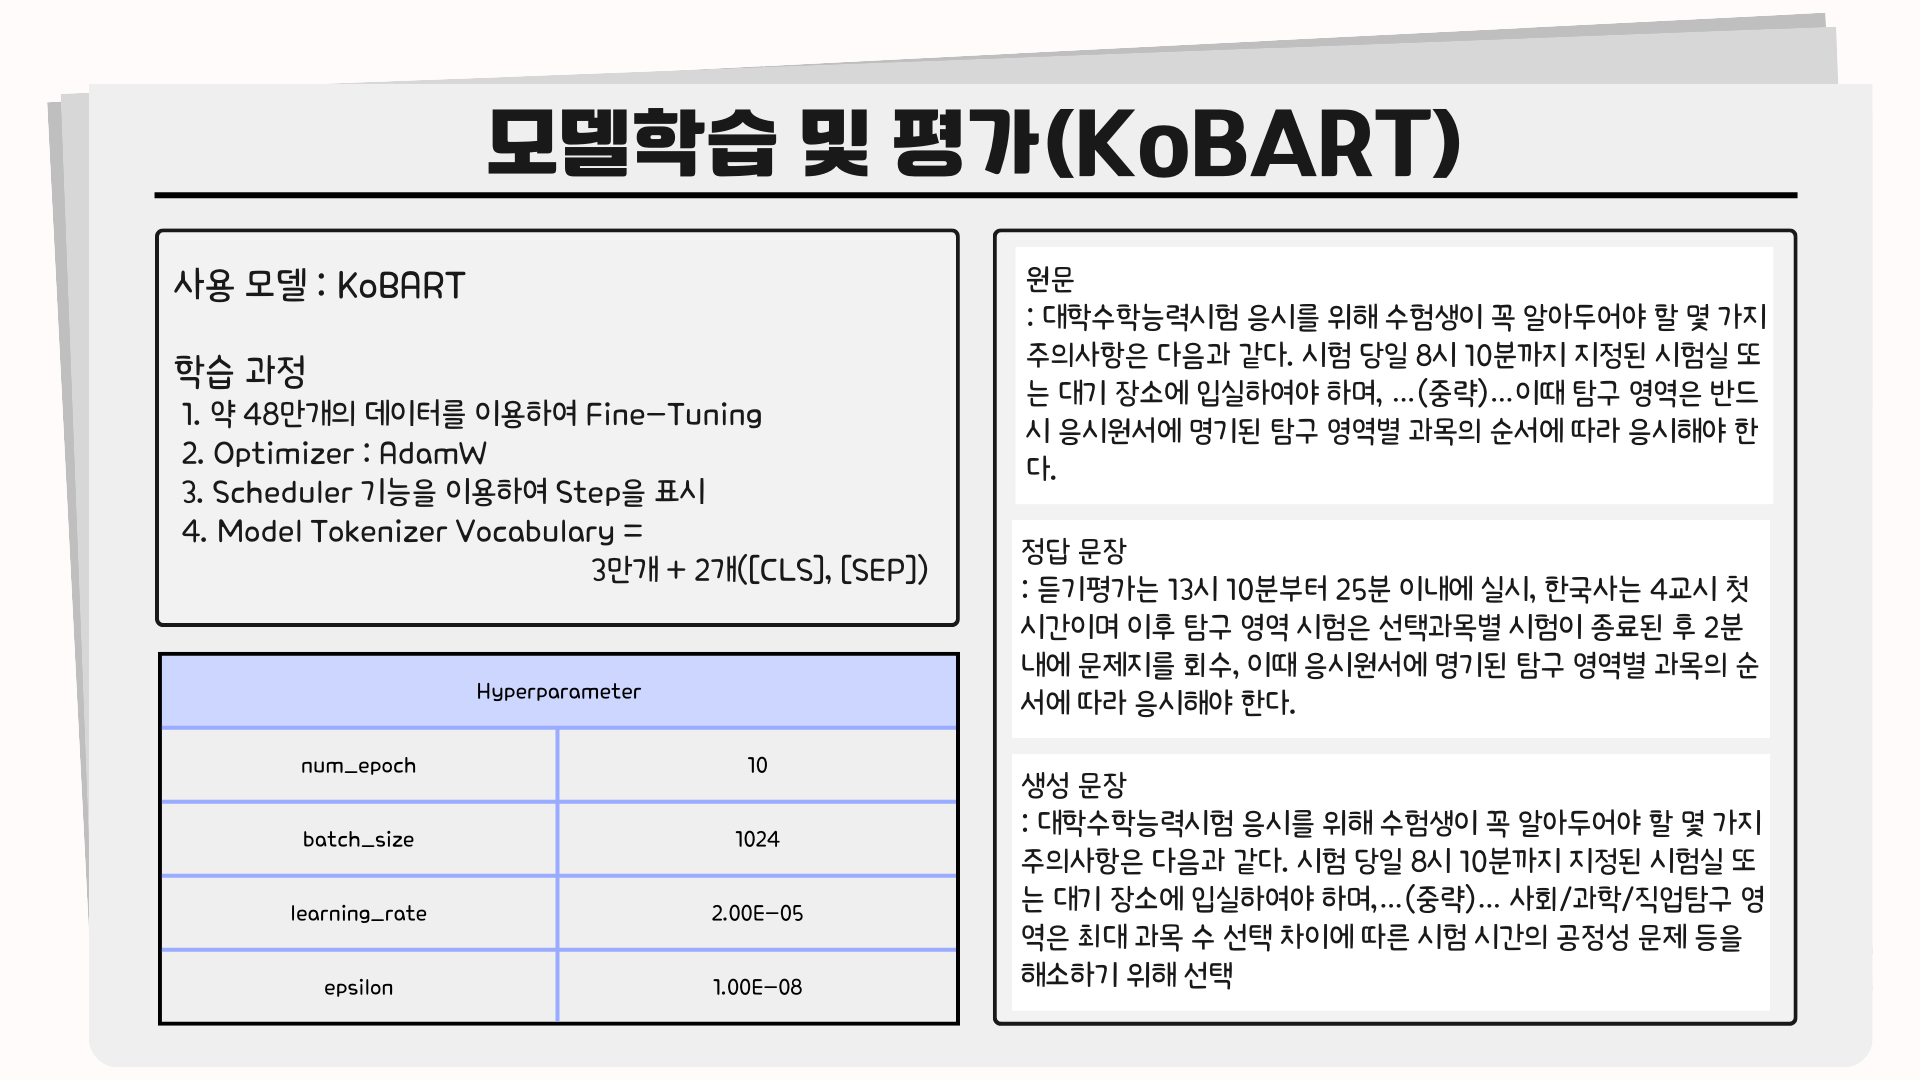 모델학습 및 평가(KoBART)
사용 모델 : KoBART
학습 과정
1. 약 48만개의 데이터를 이용하여 Fine-Tuning
2. Optimizer : AdamW
3. Scheduler 기능을 이용하여 Step을 표시
4. Model Tokenizer Vocabulary =
3만개 + 2개([CLS], [SEP])
Hyperparameter
num_epoch 10
batch_size 1024
learning_rate 2.00E-05
epsilon 1.00E-08
원문
: 대학수학능력시험 응시를 위해 수험생이 꼭 알아두어야 할 몇 가지
주의사항은 다음과 같다. 시험 당일 8시 10분까지 지정된 시험실 또
는 대기 장소에 입실하여야 하며, ...(중략)...이때 탐구 영역은 반드
시 응시원서에 명기된 탐구 영역별 과목의 순서에 따라 응시해야 한
다.
정답 문장
: 듣기평가는 13시 10분부터 25분 이내에 실시, 한국사는 4교시 첫
시간이며 이후 탐구 영역 시험은 선택과목별 시험이 종료된 후 2분
내에 문제지를 회수, 이때 응시원서에 명기된 탐구 영역별 과목의 순
서에 따라 응시해야 한다.
생성 문장
: 대학수학능력시험 응시를 위해 수험생이 꼭 알아두어야 할 몇 가지
주의사항은 다음과 같다. 시험 당일 8시 10분까지 지정된 시험실 또
는 대기 장소에 입실하여야 하며,...(중략)... 사회/과학/직업탐구 영
역은 최대 과목 수 선택 차이에 따른 시험 시간의 공정성 문제 등을
해소하기 위해 선택